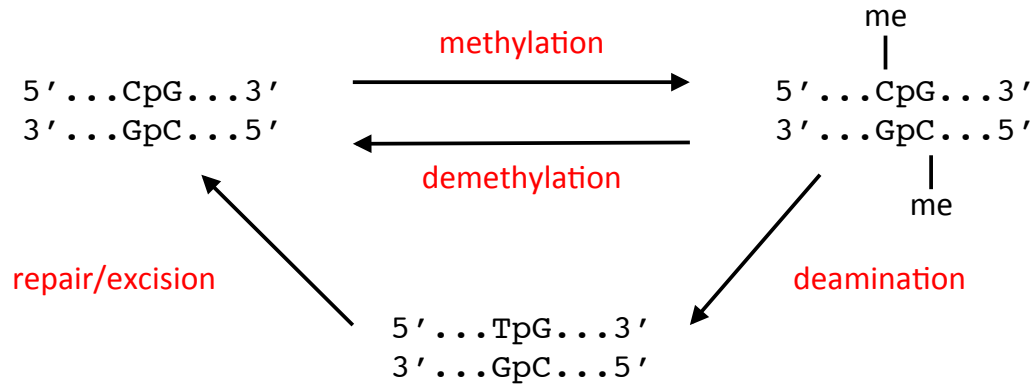 me
methylation
5′...CpG...3′
3′...GpC...5′
5′...CpG...3′
3′...GpC...5′
demethylation
me
repair/excision
deamination
5′...TpG...3′
3′...GpC...5′